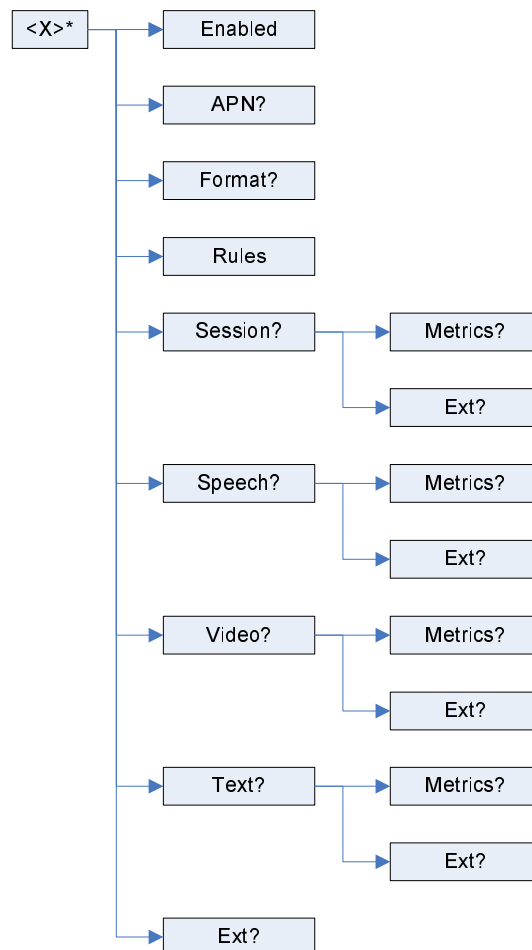 <X>*
Enabled
APN?
Format?
Rules
Session?
Metrics?
Ext?
Speech?
Metrics?
Ext?
Video?
Metrics?
Ext?
Text?
Metrics?
Ext?
Ext?